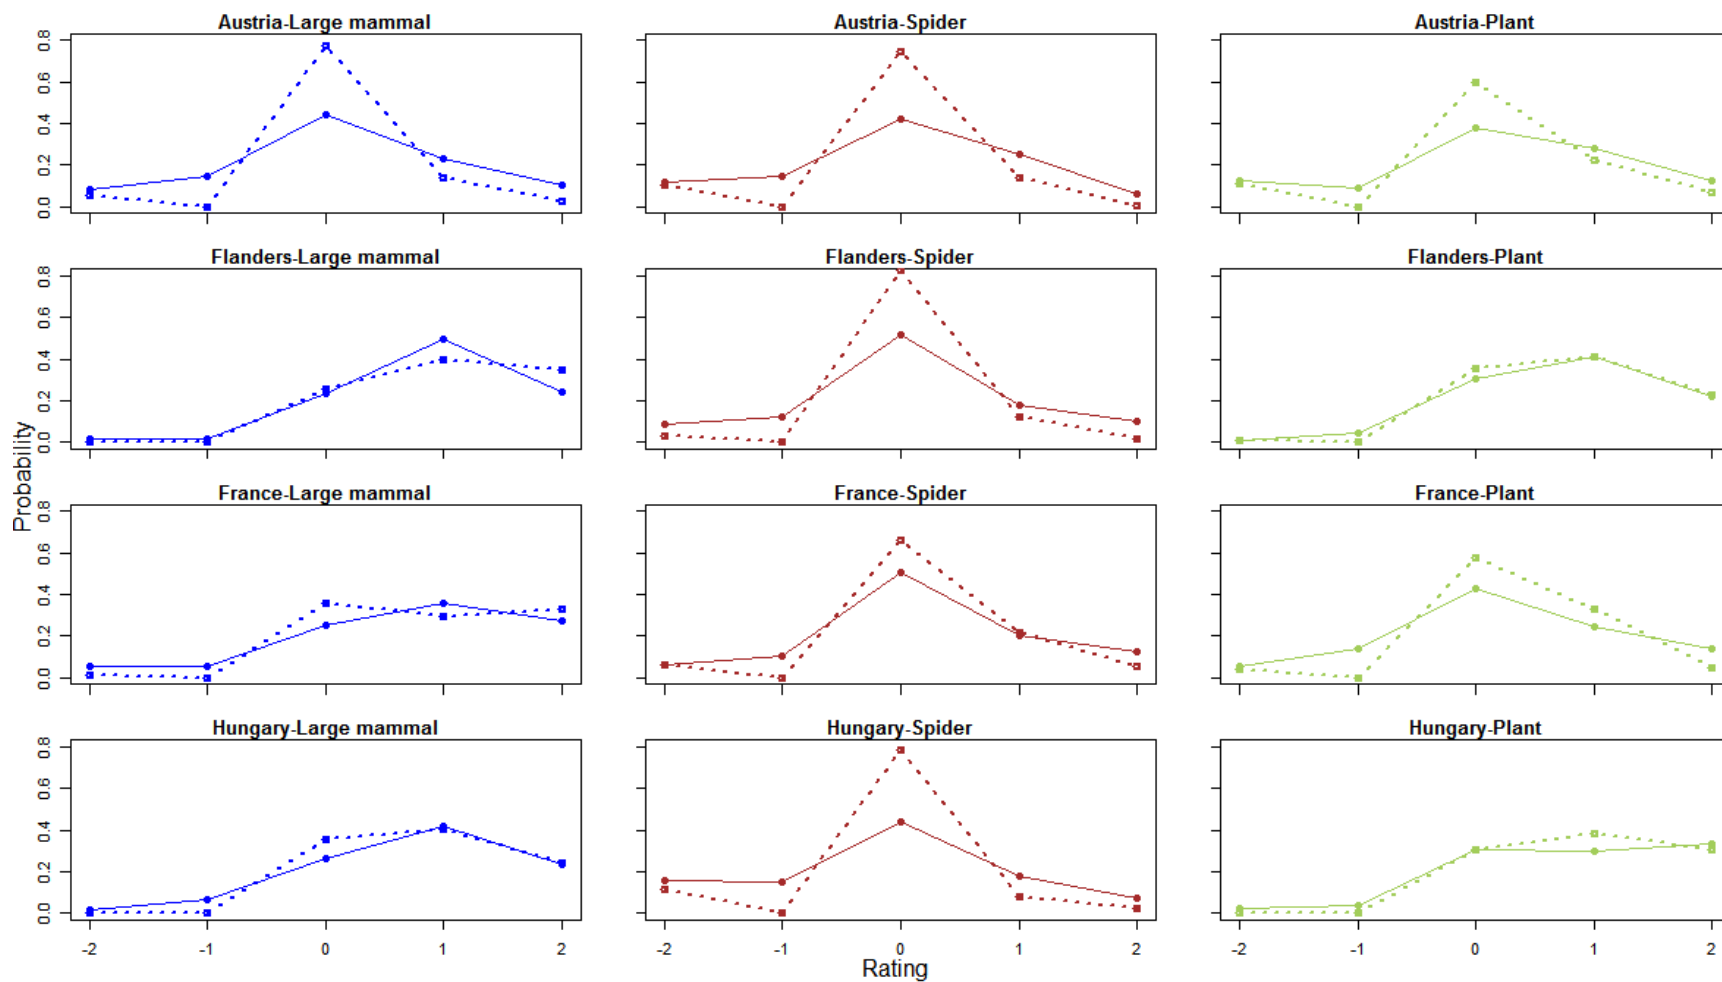 Austria-Large mammal
Austria-Spider
Austria-Plant
0.0 0.2 0.4 0.6 0.8
Flanders-Large mammal
Flanders-Spider
Flanders-Plant
0.0 0.2 0.4 0.6 0.8
Probability
France-Large mammal
France-Spider
France-Plant
0.0 0.2 0.4 0.6 0.8
Hungary-Large mammal
Hungary-Spider
Hungary-Plant
0.0 0.2 0.4 0.6 0.8
-2 -1 0 1 2
-2 -1 0 1 2
-2 -1 0 1 2
Rating